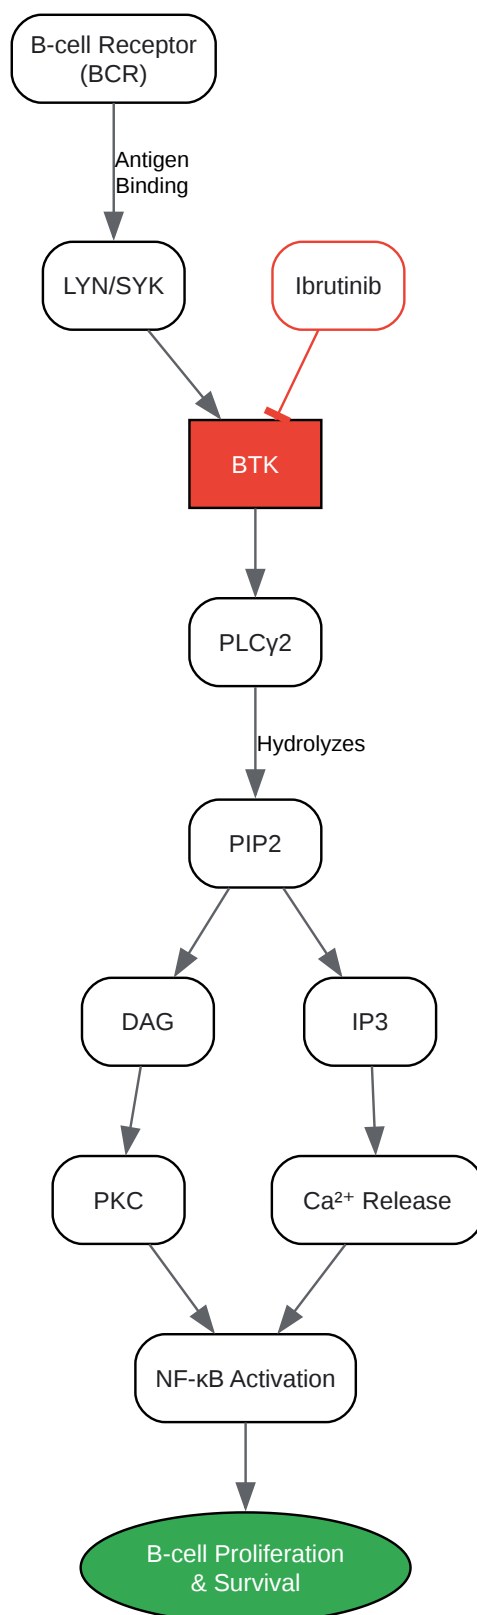 B-cell Receptor
(BCR)
Antigen
Binding
LYN/SYK
Ibrutinib
BTK
PLCγ2
Hydrolyzes
PIP2
DAG
IP3
PKC
Ca²⁺ Release
NF-κB Activation
B-cell Proliferation
& Survival